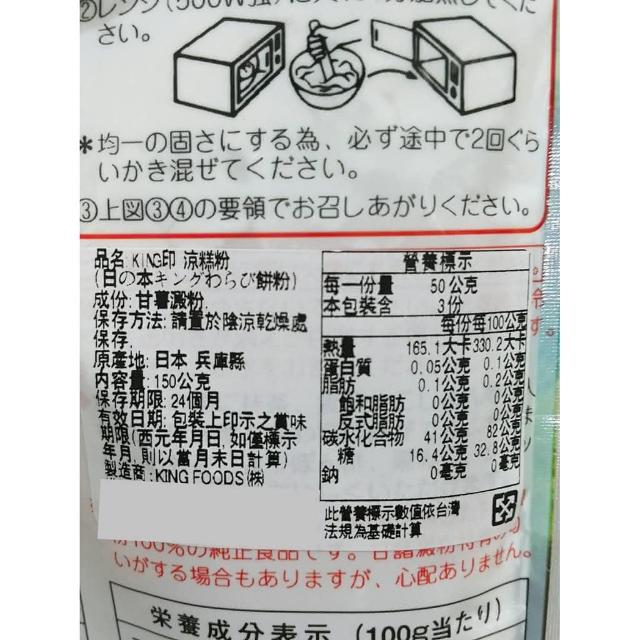 さい。
*均一の固さにする為、必ず途中で2回ぐら
いかき混ぜてください。
③上図③④の要領でお召しあがりください。
品名: KING印 涼糕粉
(日の本キングわらび餅粉)
成份: 甘薯澱粉.
保存方法: 請置於陰涼乾燥處
保存.
原產地: 日本 兵庫縣
內容量: 150公克
保存期限: 24個月
有效日期: 包裝上印示之賞味
期限(西元年月日, 如僅標示
年月, 則以當月末日計算)
製造商: KING FOODS(株)
營養標示
每一份量 50公克
本包裝含 3份
每份 每100公克
熱量 165.1大卡 330.2大卡
蛋白質 0.05公克 0.1公克
脂肪 0.1公克 0.2公克
飽和脂肪 0公克 0公克
反式脂肪 0公克 0公克
碳水化合物 41公克 82公克
糖 16.4公克 32.8公克
鈉 0毫克 0毫克
此營養標示數值依台灣
法規為基礎計算
いがする場合もありますが、心配ありません。
栄養成分表示 (100g当たり)